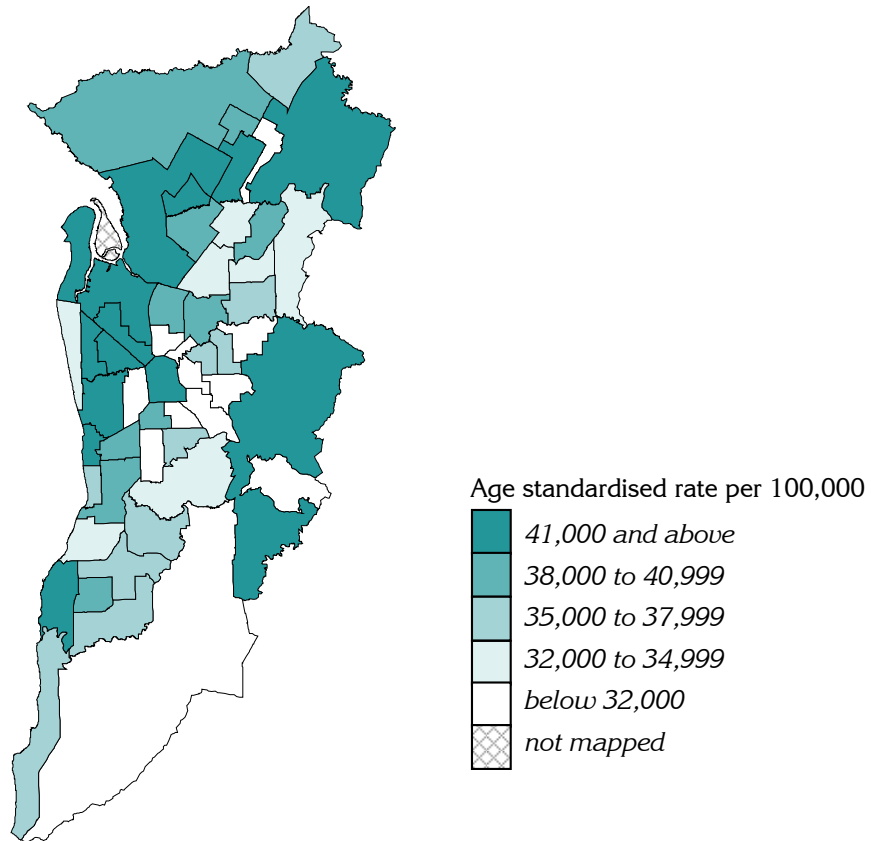 Age standardised rate per 100,000
41,000 and above
38,000 to 40,999
35,000 to 37,999
32,000 to 34,999
below 32,000
not mapped